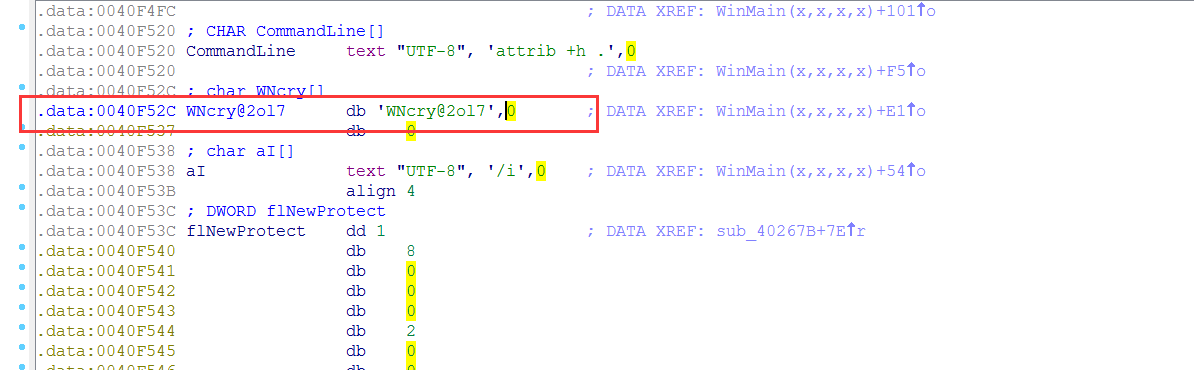 .data:0040F4FC ; DATA XREF: WinMain(x,x,x,x)+101↑o
.data:0040F520 ; CHAR CommandLine[]
.data:0040F520 CommandLine text "UTF-8", 'attrib +h .',0
.data:0040F520 ; DATA XREF: WinMain(x,x,x,x)+F5↑o
.data:0040F52C ; char WNcry[]
.data:0040F52C WNcry@2ol7 db 'WNcry@2ol7',0 ; DATA XREF: WinMain(x,x,x,x)+E1↑o
.data:0040F537 db 0
.data:0040F538 ; char aI[]
.data:0040F538 aI text "UTF-8", '/i',0 ; DATA XREF: WinMain(x,x,x,x)+54↑o
.data:0040F53B align 4
.data:0040F53C ; DWORD flNewProtect
.data:0040F53C flNewProtect dd 1 ; DATA XREF: sub_40267B+7E↑r
.data:0040F540 db 8
.data:0040F541 db 0
.data:0040F542 db 0
.data:0040F543 db 0
.data:0040F544 db 2
.data:0040F545 db 0
.data:0040F546 db 0